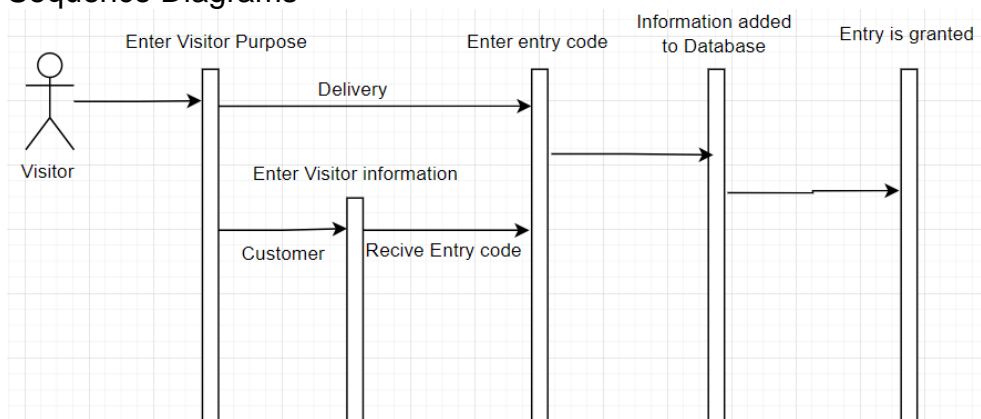 Sequence Diagrams
Information added
to Database
Enter Visitor Purpose
Enter entry code
Entry is granted
Delivery
Visitor
Enter Visitor information
Customer
Recive Entry code